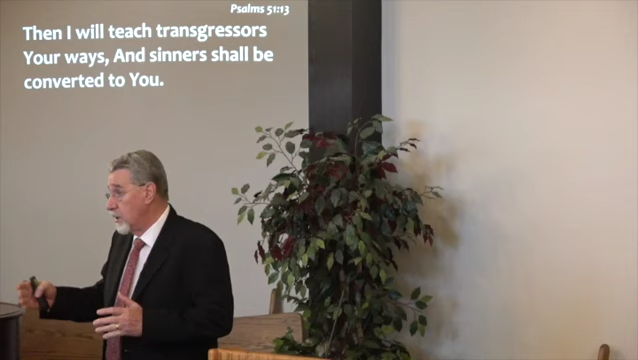 Psalms 51:13
Then I will teach transgressors
Your ways, And sinners shall be
converted to You.